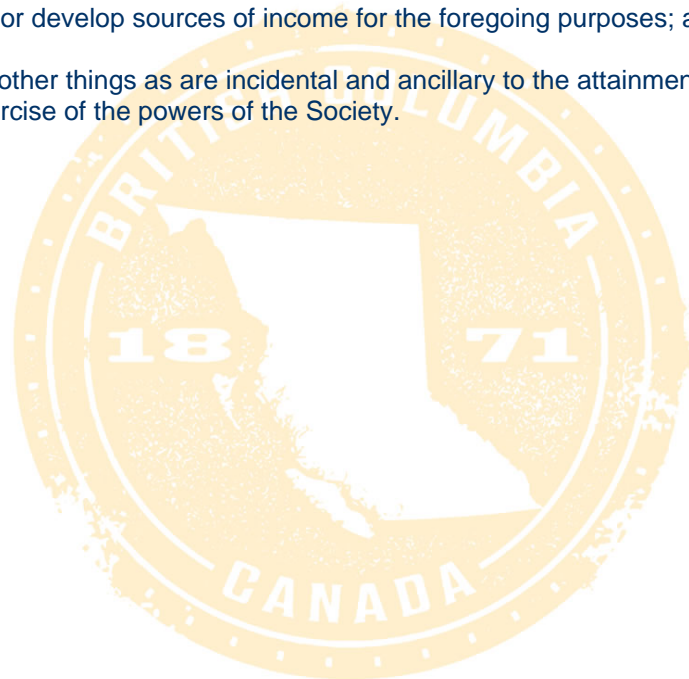 or develop sources of income for the foregoing purposes; a
other things as are incidental and ancillary to the attainmen
rcise of the powers of the Society.
BRITISH COLUMBIA
18 71
CANADA